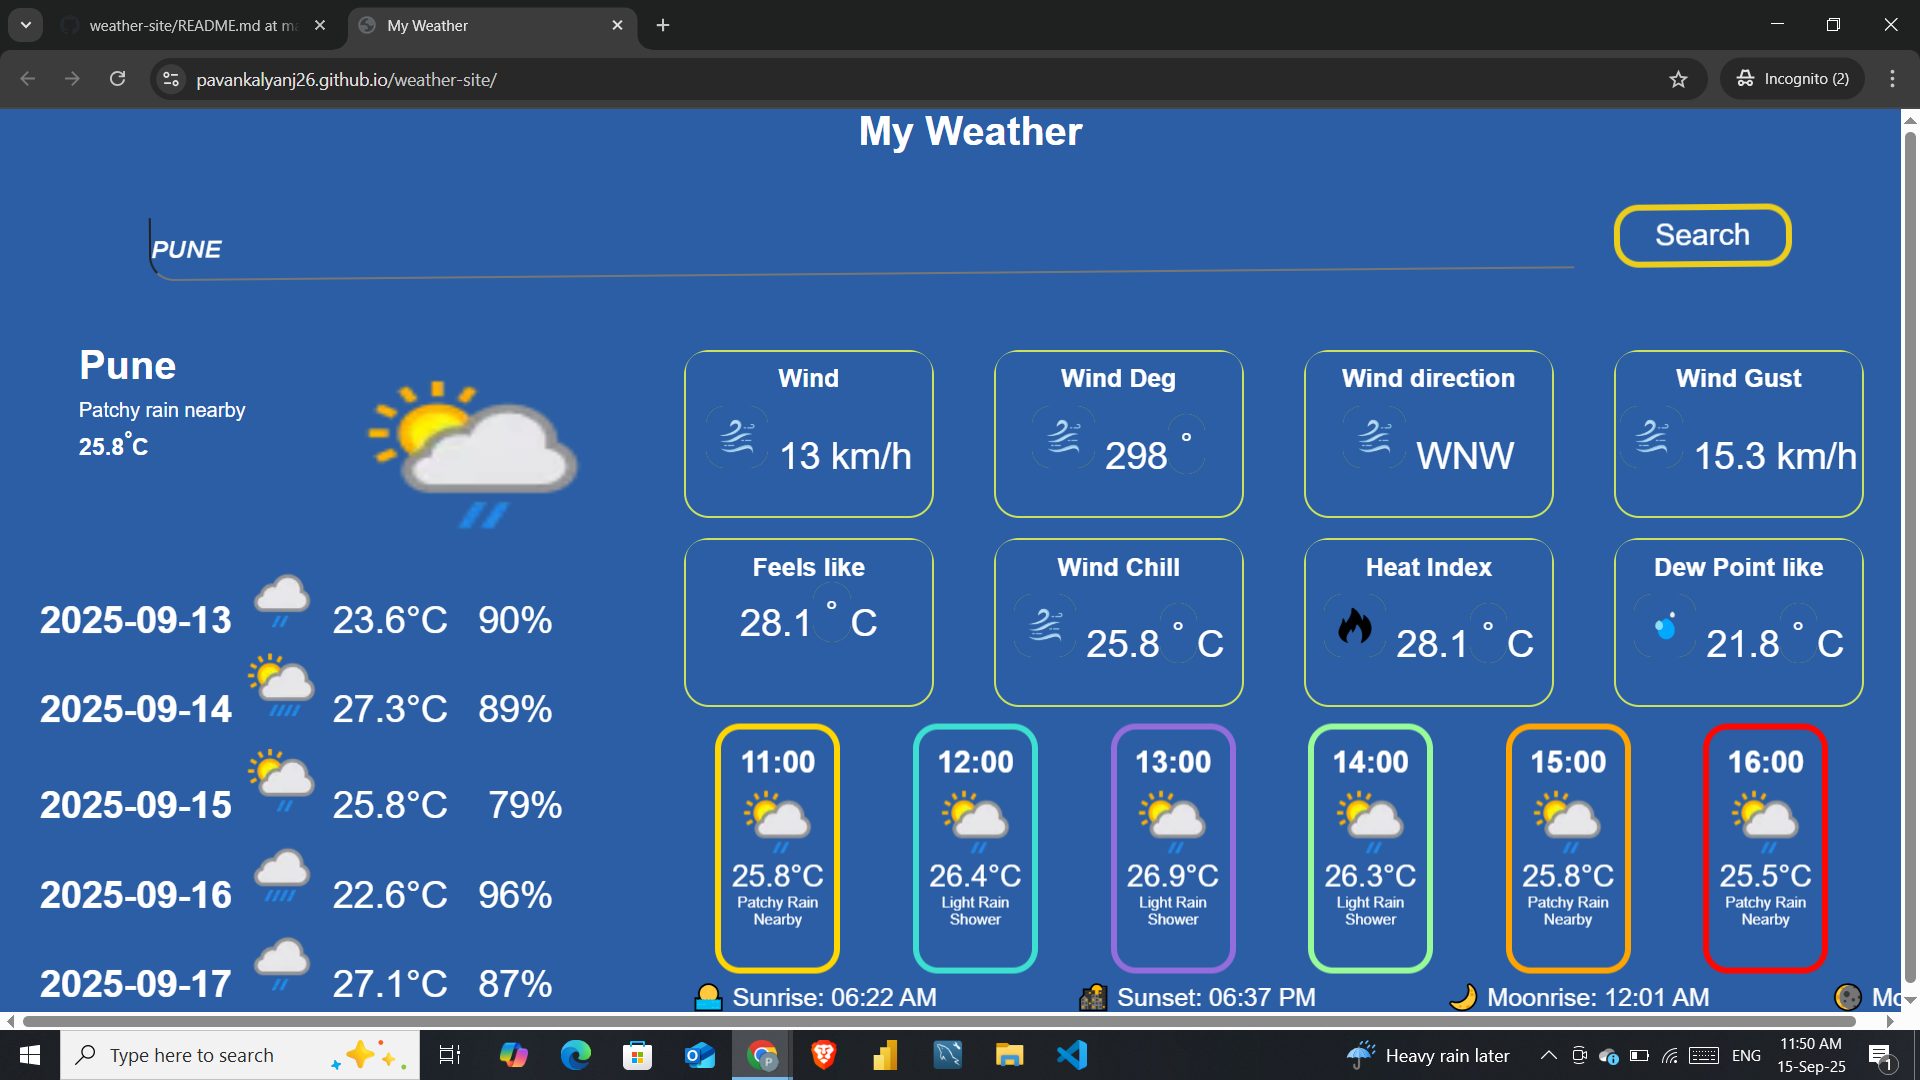 weather-site/README.md at ma
My Weather
pavankalyanj26.github.io/weather-site/
Incognito (2)
My Weather
PUNE
Search
Pune
Patchy rain nearby
25.8°C
Wind
13 km/h
Wind Deg
298 °
Wind direction
WNW
Wind Gust
15.3 km/h
Feels like
28.1 ° C
Wind Chill
25.8 ° C
Heat Index
28.1 ° C
Dew Point like
21.8 ° C
2025-09-13 23.6°C 90%
2025-09-14 27.3°C 89%
2025-09-15 25.8°C 79%
2025-09-16 22.6°C 96%
2025-09-17 27.1°C 87%
11:00
25.8°C
Patchy Rain
Nearby
12:00
26.4°C
Light Rain
Shower
13:00
26.9°C
Light Rain
Shower
14:00
26.3°C
Light Rain
Shower
15:00
25.8°C
Patchy Rain
Nearby
16:00
25.5°C
Patchy Rain
Nearby
Sunrise: 06:22 AM
Sunset: 06:37 PM
Moonrise: 12:01 AM
Mo
Type here to search
Heavy rain later
ENG
11:50 AM
15-Sep-25
1